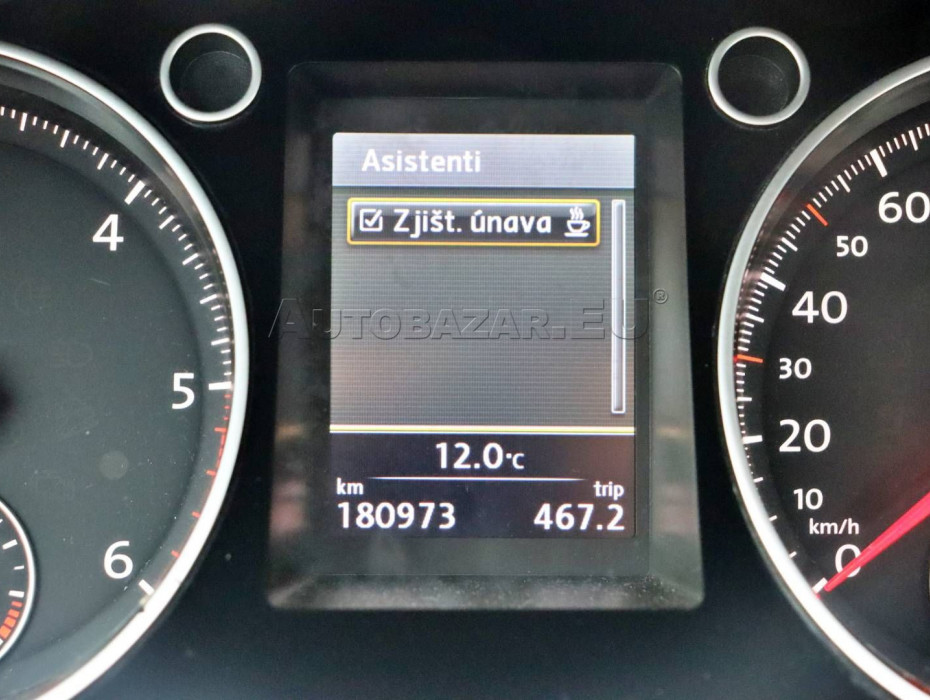 Asistenti
Zjišt. únava
AUTOBAZAR.EU®
12.0°C
km trip
180973 467.2
4
5
6
60
50
40
30
20
10
km/h
0